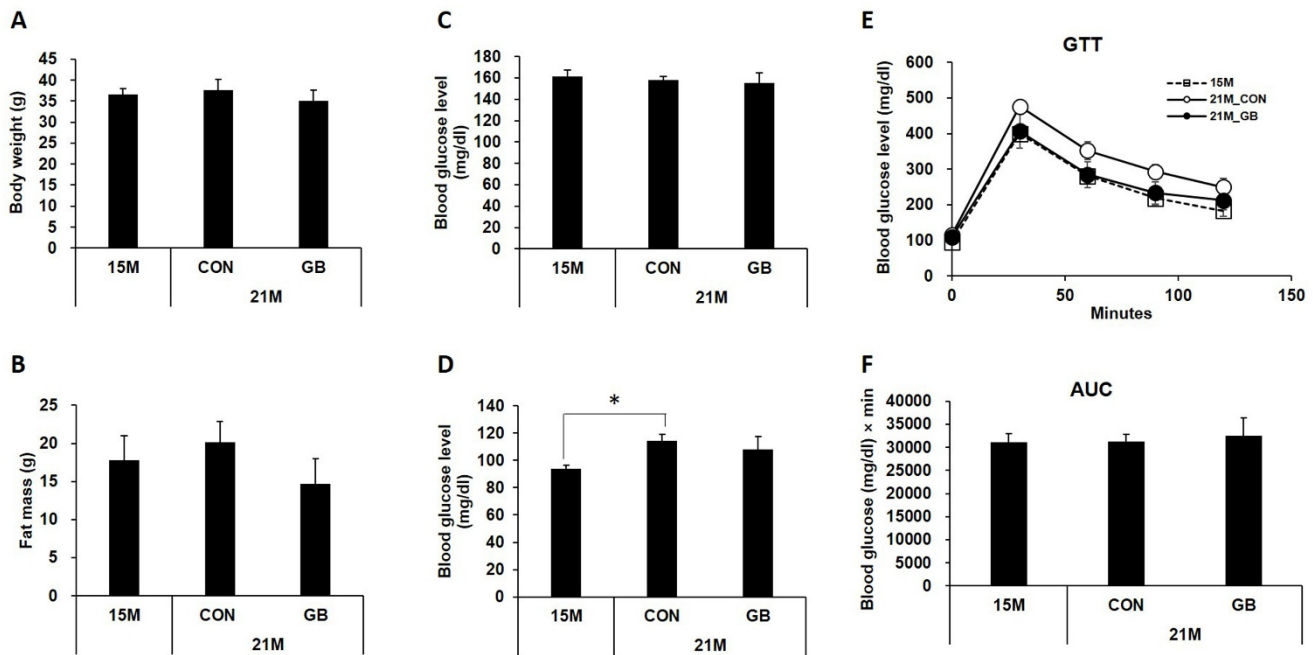 A
Body weight (g)
45
40
35
30
25
20
15
10
5
0
15M
CON
GB
21M
B
Fat mass (g)
25
20
15
10
5
0
15M
CON
GB
21M
C
Blood glucose level
(mg/dl)
180
160
140
120
100
80
60
40
20
0
15M
CON
GB
21M
D
Blood glucose level
(mg/dl)
140
120
100
80
60
40
20
0
*
15M
CON
GB
21M
E
GTT
Blood glucose level (mg/dl)
600
500
400
300
200
100
0
15M
21M_CON
21M_GB
0
50
100
150
Minutes
F
AUC
Blood glucose (mg/dl) × min
40000
35000
30000
25000
20000
15000
10000
5000
0
15M
CON
GB
21M